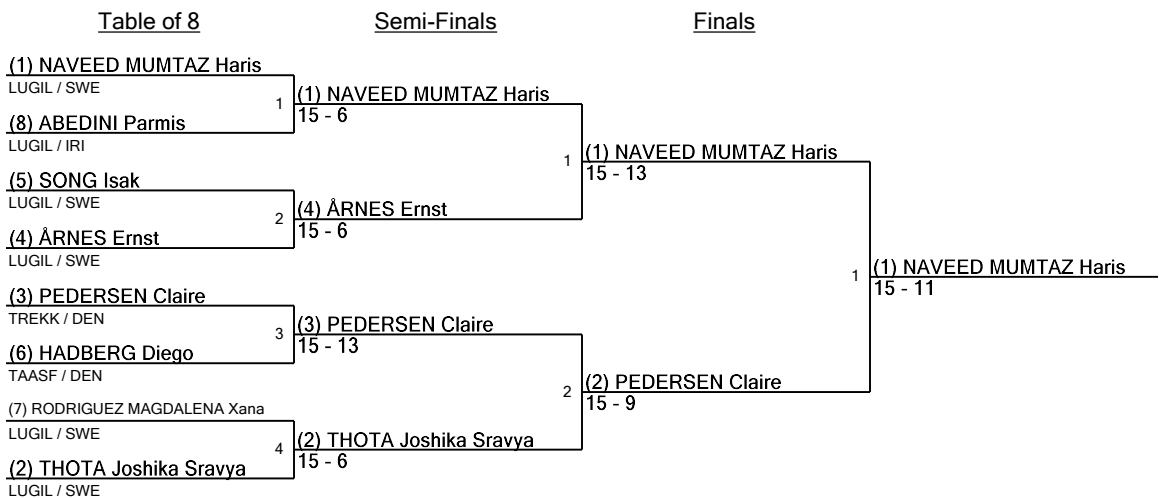 Table of 8
Semi-Finals
Finals
(1) NAVEED MUMTAZ Haris
LUGIL / SWE
(8) ABEDINI Parmis
LUGIL / IRI
(5) SONG Isak
LUGIL / SWE
(4) ÅRNES Ernst
LUGIL / SWE
(3) PEDERSEN Claire
TREKK / DEN
(6) HADBERG Diego
TAASF / DEN
(7) RODRIGUEZ MAGDALENA Xana
LUGIL / SWE
(2) THOTA Joshika Sravya
LUGIL / SWE
1
2
3
4
(1) NAVEED MUMTAZ Haris
15 - 6
(4) ÅRNES Ernst
15 - 6
(3) PEDERSEN Claire
15 - 13
(2) THOTA Joshika Sravya
15 - 6
1
2
(1) NAVEED MUMTAZ Haris
15 - 13
(2) PEDERSEN Claire
15 - 9
1
(1) NAVEED MUMTAZ Haris
15 - 11